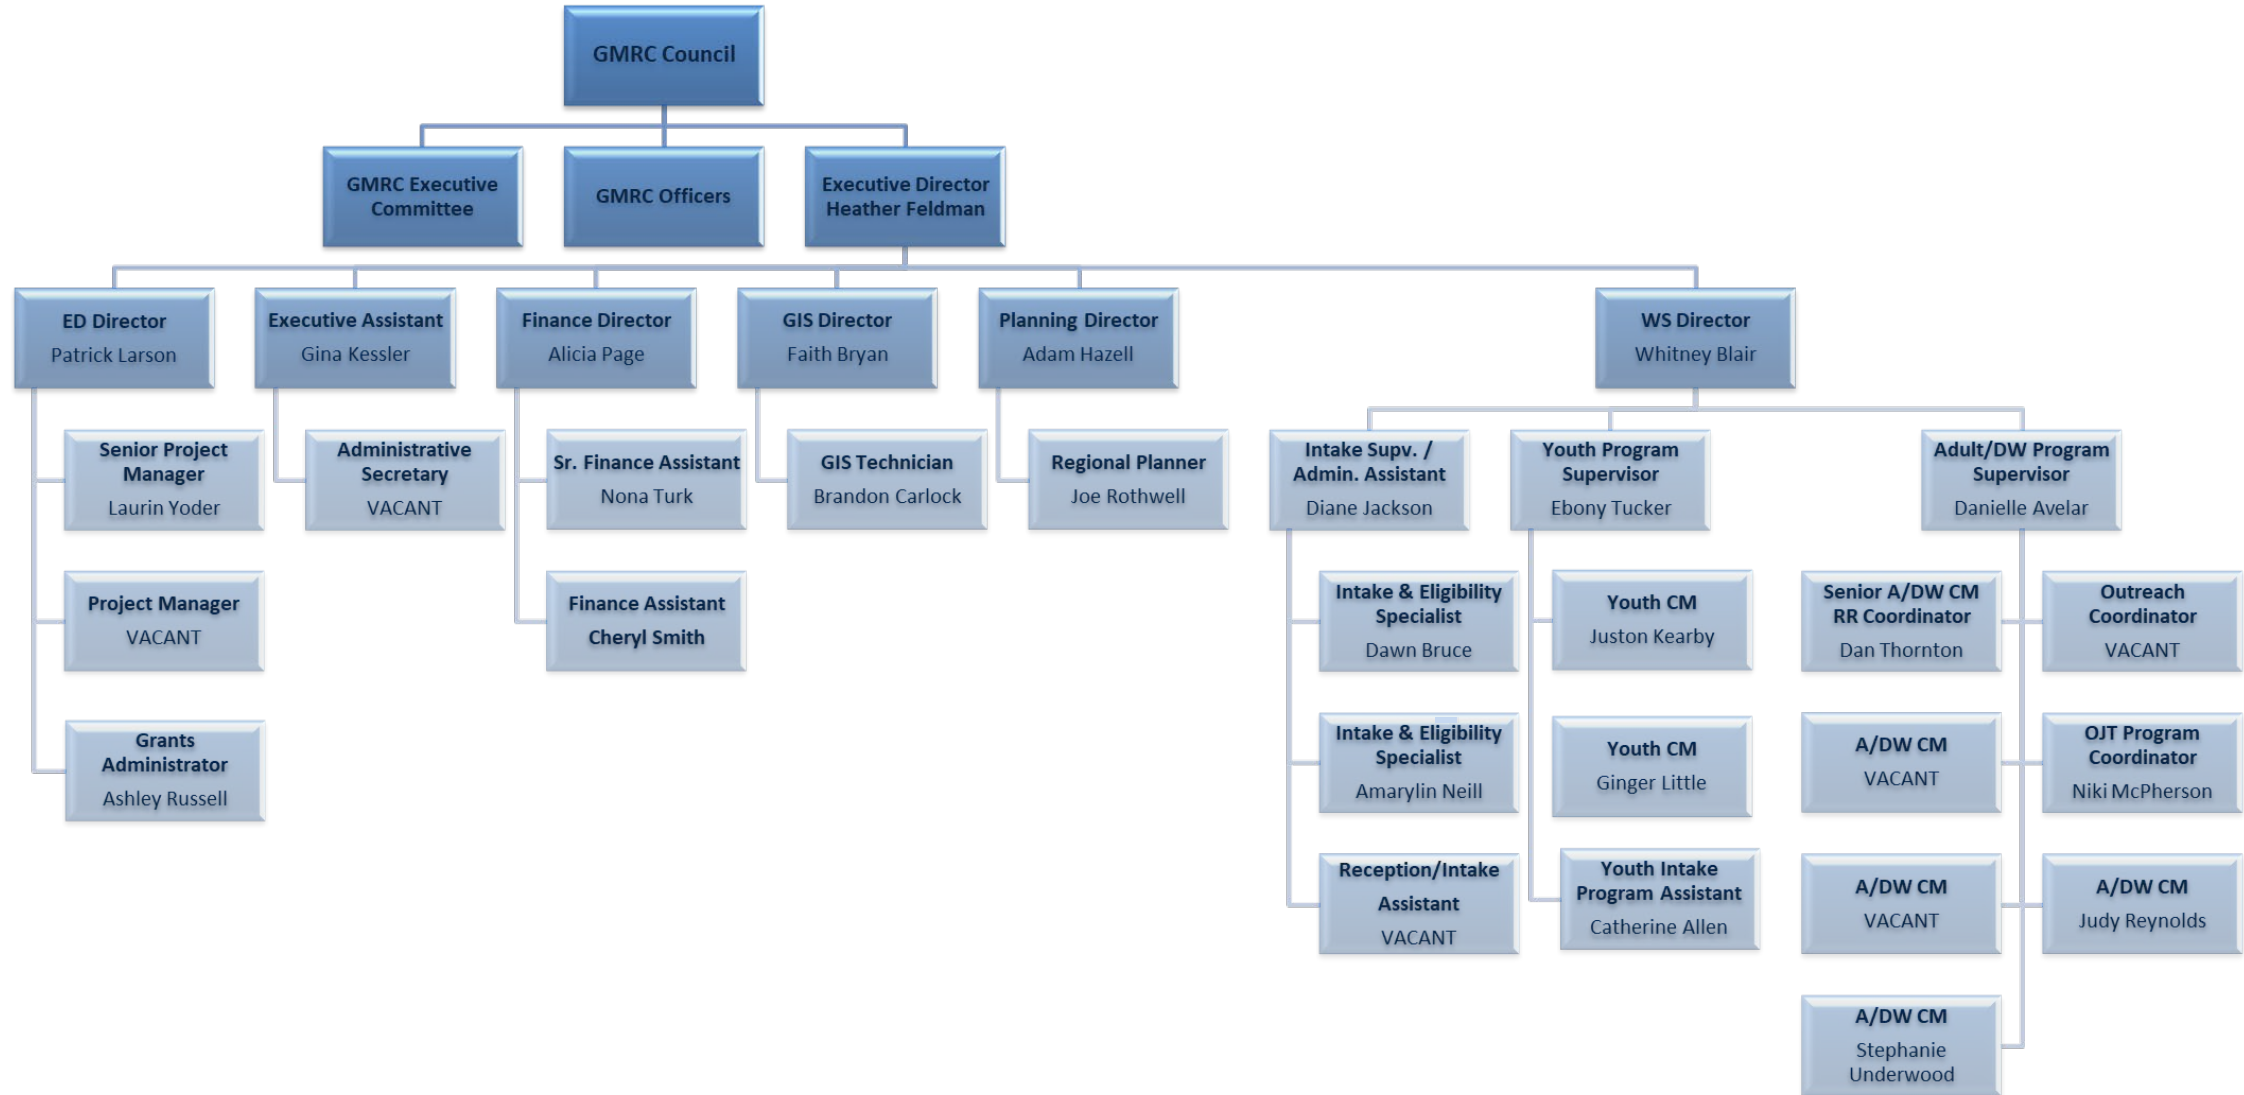 GMRC Council
GMRC Executive
Committee
GMRC Officers
Executive Director
Heather Feldman
ED Director
Patrick Larson
Executive Assistant
Gina Kessler
Finance Director
Alicia Page
GIS Director
Faith Bryan
Planning Director
Adam Hazell
WS Director
Whitney Blair
Senior Project
Manager
Laurin Yoder
Administrative
Secretary
VACANT
Sr. Finance Assistant
Nona Turk
GIS Technician
Brandon Carlock
Regional Planner
Joe Rothwell
Intake Supv. /
Admin. Assistant
Diane Jackson
Youth Program
Supervisor
Ebony Tucker
Adult/DW Program
Supervisor
Danielle Avelar
Project Manager
VACANT
Finance Assistant
Cheryl Smith
Intake & Eligibility
Specialist
Dawn Bruce
Youth CM
Juston Kearby
Senior A/DW CM
RR Coordinator
Dan Thornton
Outreach
Coordinator
VACANT
Grants
Administrator
Ashley Russell
Intake & Eligibility
Specialist
Amarylin Neill
Youth CM
Ginger Little
A/DW CM
VACANT
OJT Program
Coordinator
Niki McPherson
Reception/Intake
Assistant
VACANT
Youth Intake
Program Assistant
Catherine Allen
A/DW CM
VACANT
A/DW CM
Judy Reynolds
A/DW CM
Stephanie
Underwood